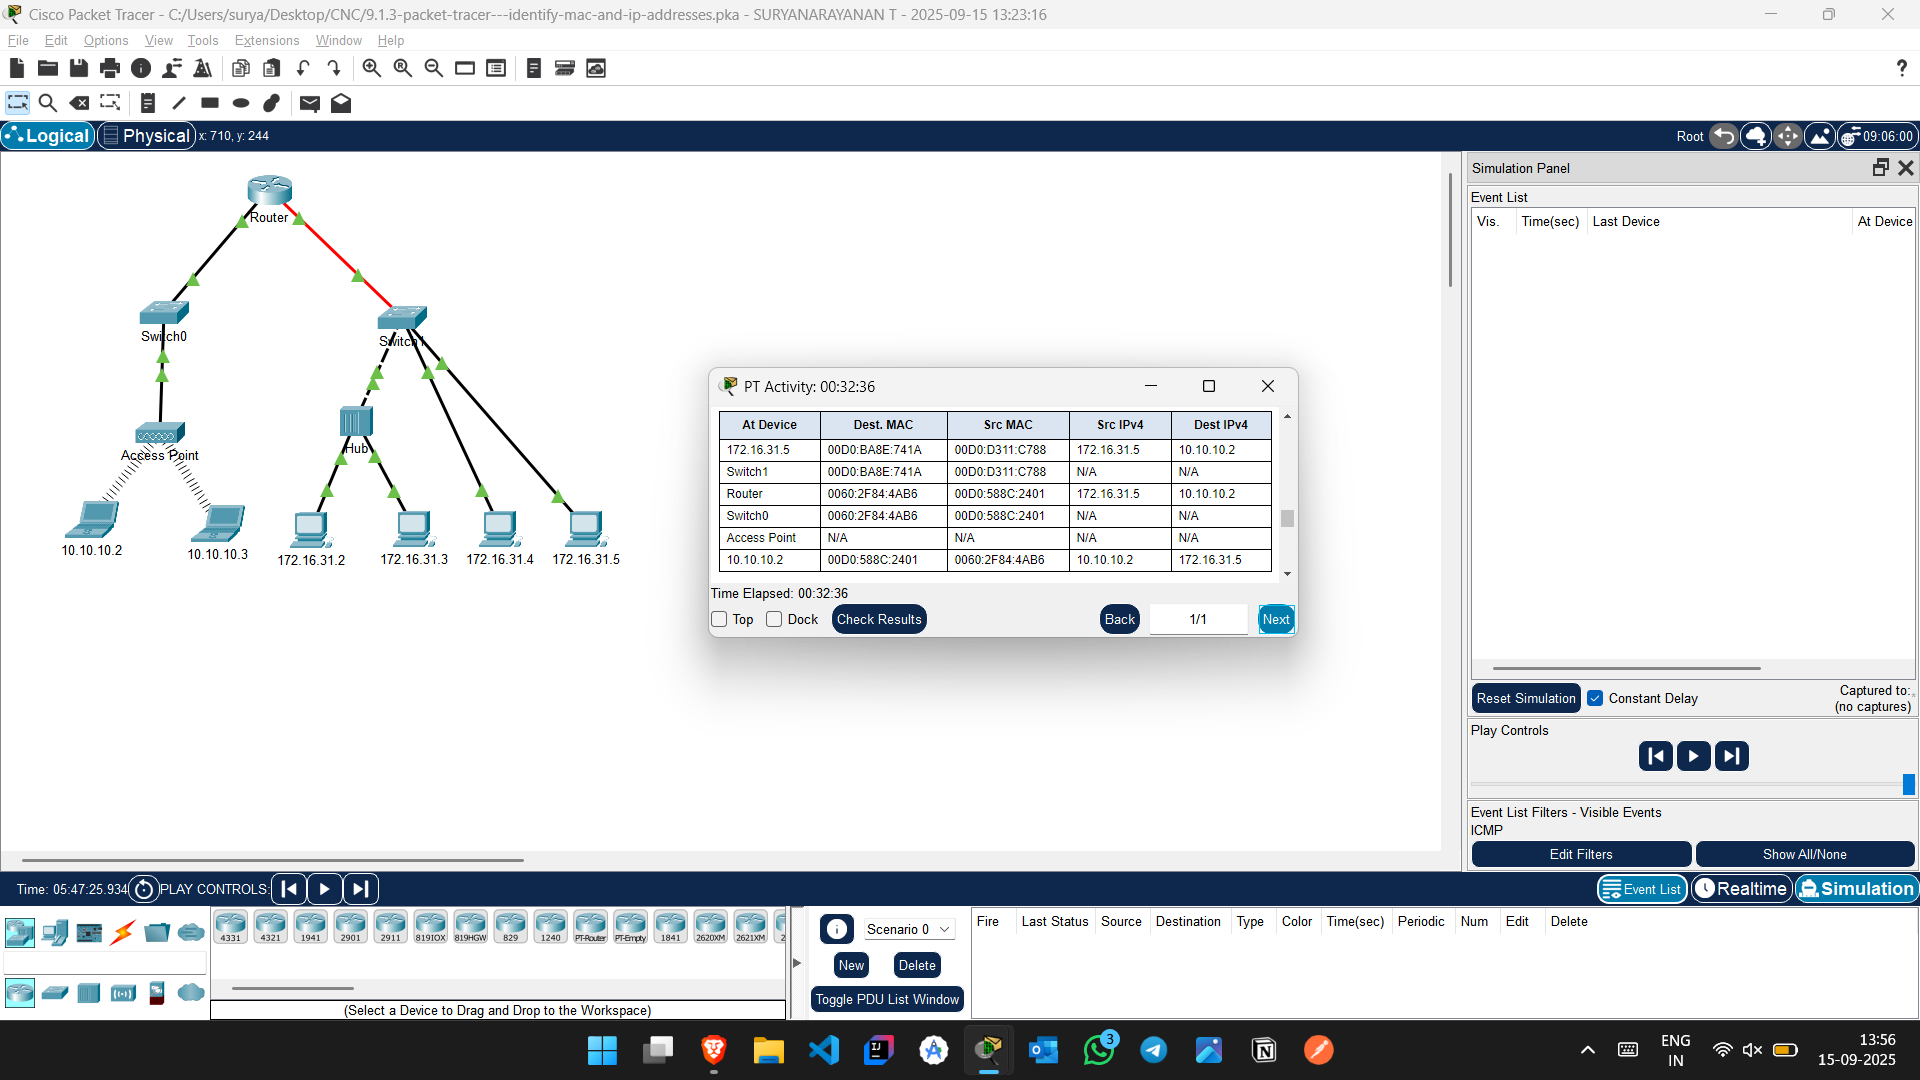 Cisco Packet Tracer - C:/Users/surya/Desktop/CNC/9.1.3-packet-tracer---identify-mac-and-ip-addresses.pka - SURYANARAYANAN T - 2025-09-15 13:23:16
File Edit Options View Tools Extensions Window Help
?
Logical Physical x: 710, y: 244 Root 09:06:00
Simulation Panel
Event List
Vis. Time(sec) Last Device At Device
Router
Switch0
Switch1
Access Point
Hub
10.10.10.2
10.10.10.3
172.16.31.2
172.16.31.3
172.16.31.4
172.16.31.5
PT Activity: 00:32:36
At Device Dest. MAC Src MAC Src IPv4 Dest IPv4
172.16.31.5 00D0:BA8E:741A 00D0:D311:C788 172.16.31.5 10.10.10.2
Switch1 00D0:BA8E:741A 00D0:D311:C788 N/A N/A
Router 0060:2F84:4AB6 00D0:588C:2401 172.16.31.5 10.10.10.2
Switch0 0060:2F84:4AB6 00D0:588C:2401 N/A N/A
Access Point N/A N/A N/A N/A
10.10.10.2 00D0:588C:2401 0060:2F84:4AB6 10.10.10.2 172.16.31.5
Time Elapsed: 00:32:36
Top Dock Check Results Back 1/1 Next
Reset Simulation Constant Delay Captured to:
(no captures)
Play Controls
Event List Filters - Visible Events
ICMP
Edit Filters Show All/None
Time: 05:47:25.934 PLAY CONTROLS: Event List Realtime Simulation
4331 4321 1941 2901 2911 819IOX 819HGW 829 1240 PT-Router PT-Empty 1841 2620XM 2621XM 2
(Select a Device to Drag and Drop to the Workspace)
Scenario 0
New Delete
Toggle PDU List Window
Fire Last Status Source Destination Type Color Time(sec) Periodic Num Edit Delete
3
ENG
IN
13:56
15-09-2025